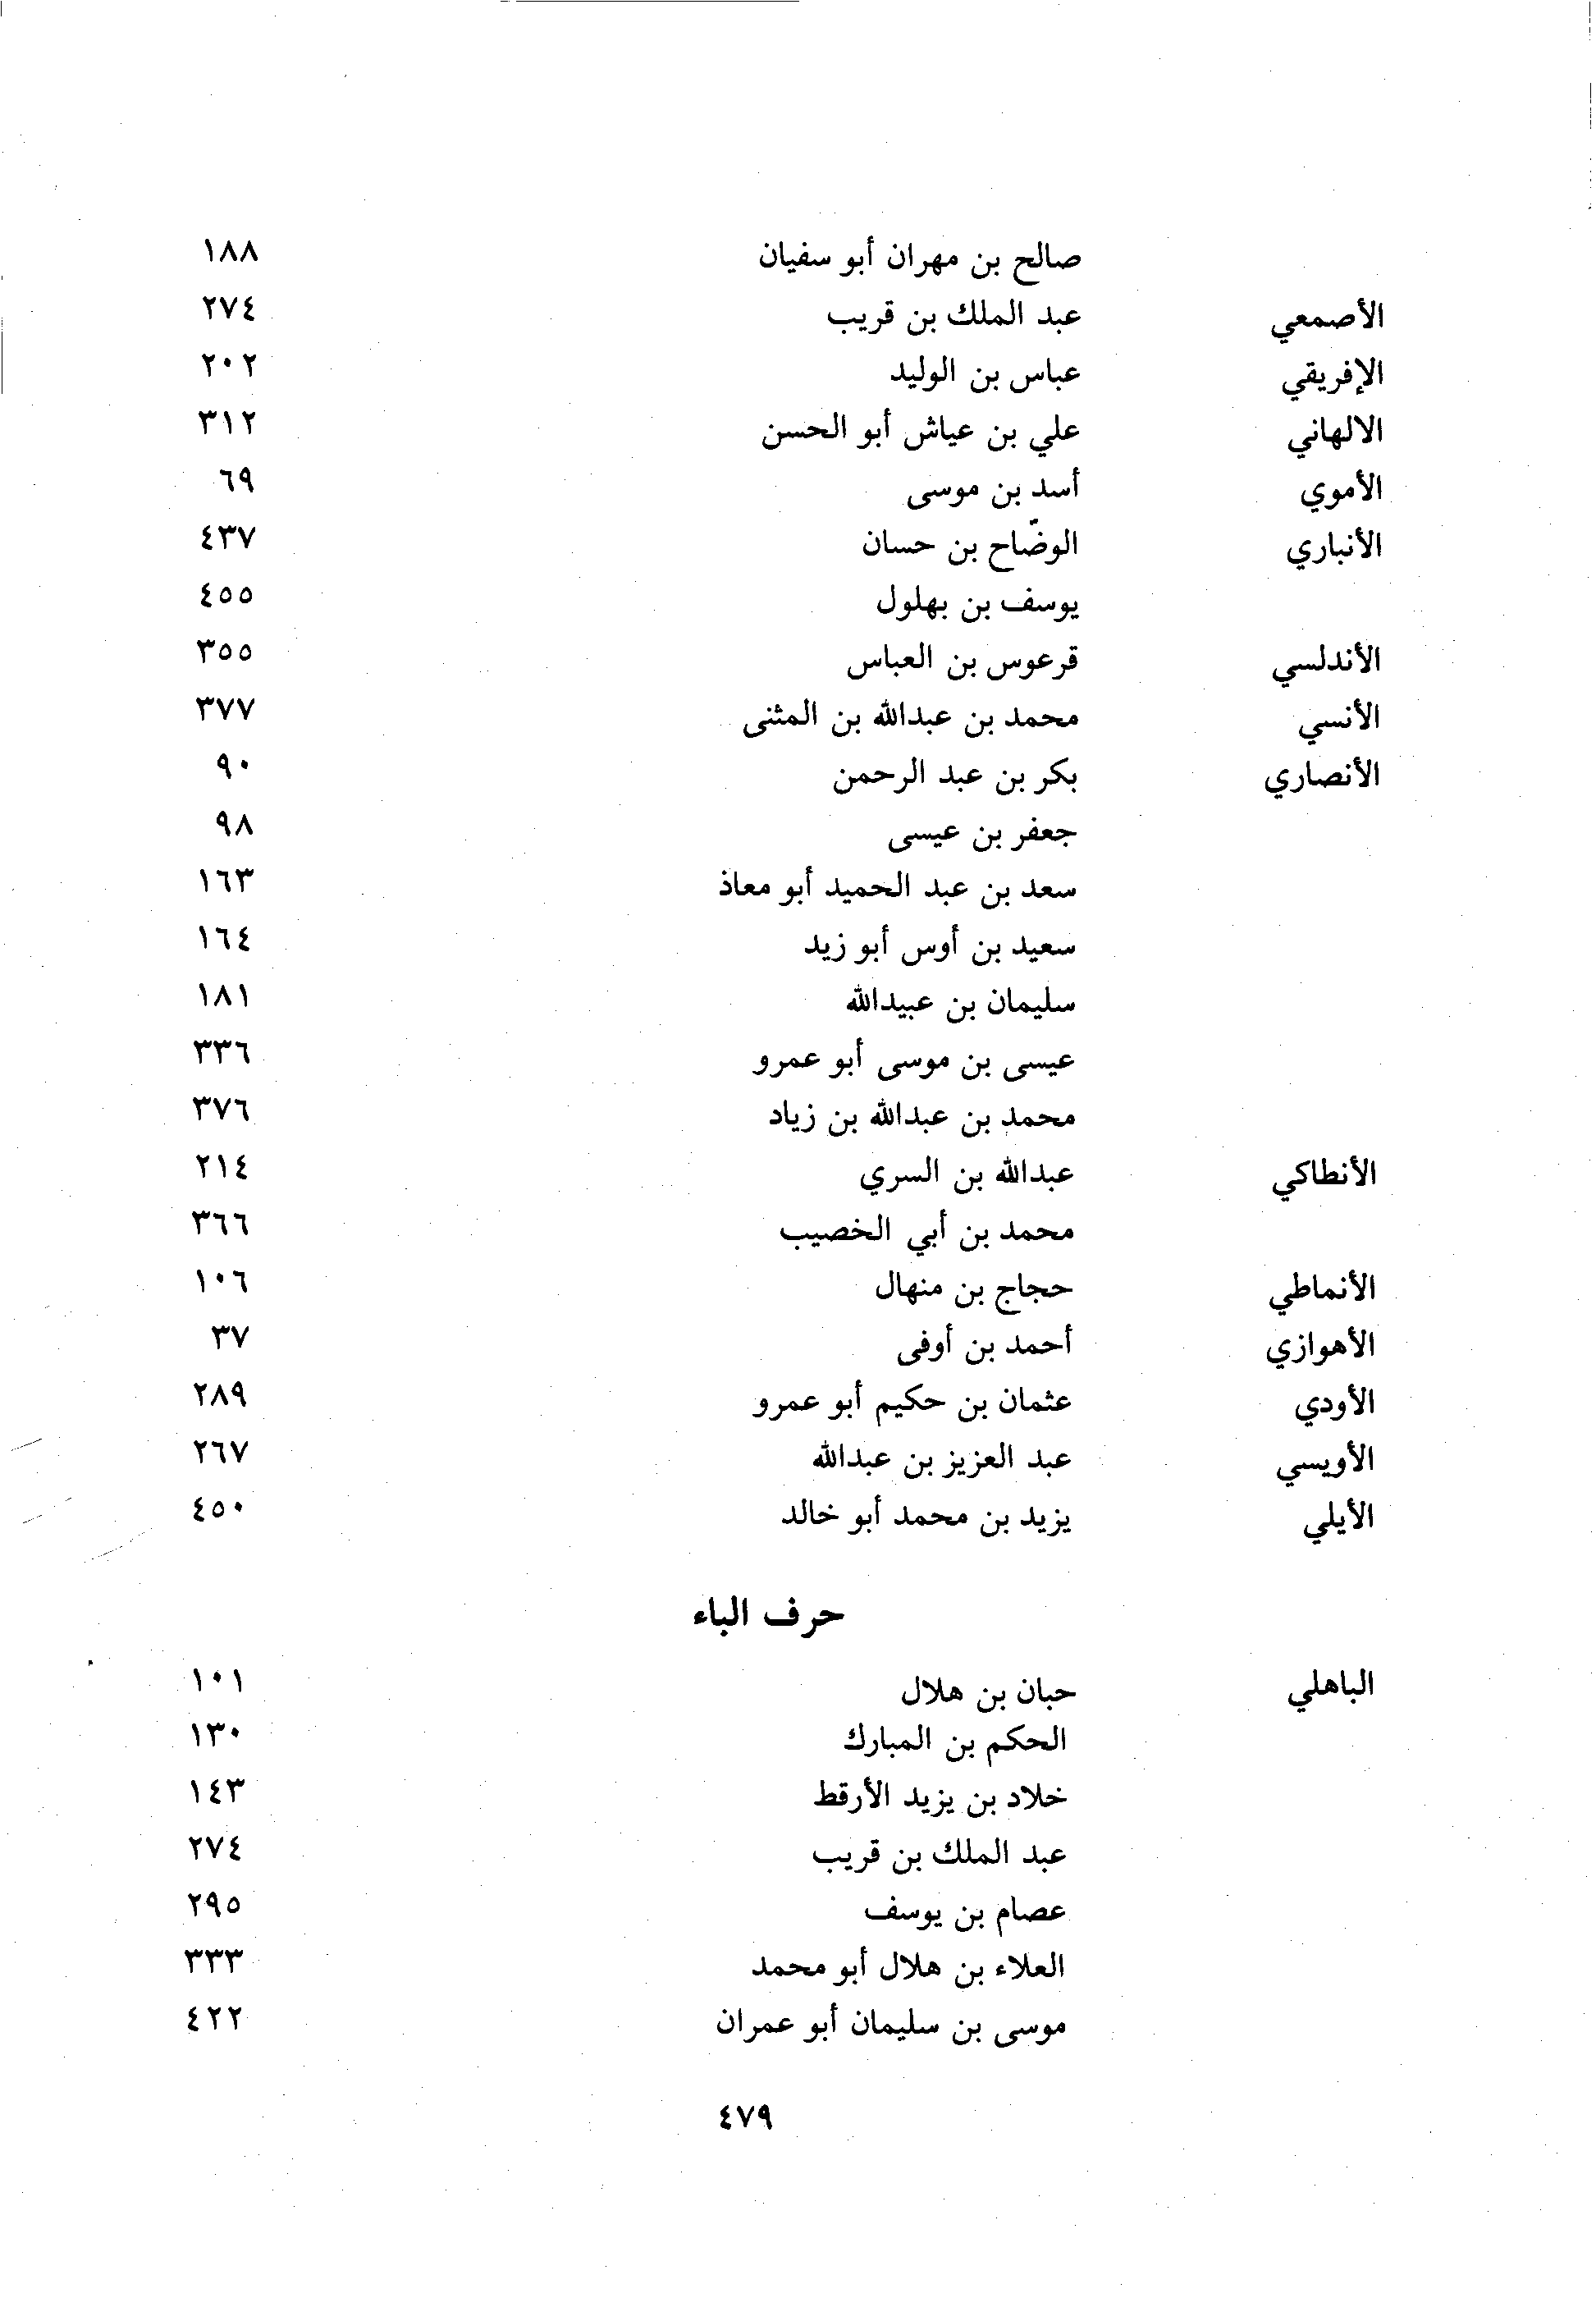 صالح بن مهران أبو سفيان ١٨٨
الأصمعي عبد الملك بن قريب ٢٧٤
الإفريقي عباس بن الوليد ٢٠٢
الالهاني علي بن عياش أبو الحسن ٣١٢
الأموي أسد بن موسى ٦٩
الأنباري الوضّاح بن حسان ٤٣٧
يوسف بن بهلول ٤٥٥
الأندلسي قرعوس بن العباس ٣٥٥
الأنسي محمد بن عبدالله بن المثنى ٣٧٧
الأنصاري بكر بن عبد الرحمن ٩٠
جعفر بن عيسى ٩٨
سعد بن عبد الحميد أبو معاذ ١٦٣
سعيد بن أوس أبو زيد ١٦٤
سليمان بن عبيدالله ١٨١
عيسى بن موسى أبو عمرو ٣٣٦
محمد بن عبدالله بن زياد ٣٧٦
الأنطاكي عبدالله بن السري ٢١٤
محمد بن أبي الخصيب ٣٦٦
الأنماطي حجاج بن منهال ١٠٦
الأهوازي أحمد بن أوفى ٣٧
الأودي عثمان بن حكيم أبو عمرو ٢٨٩
الأويسي عبد العزيز بن عبدالله ٢٦٧
الأيلي يزيد بن محمد أبو خالد ٤٥٠
حرف الباء
الباهلي حبان بن هلال ١٠١
الحكم بن المبارك ١٣٠
خلاد بن يزيد الأرقط ١٤٣
عبد الملك بن قريب ٢٧٤
عصام بن يوسف ٢٩٥
العلاء بن هلال أبو محمد ٣٣٣
موسى بن سليمان أبو عمران ٤٢٢
٤٧٩